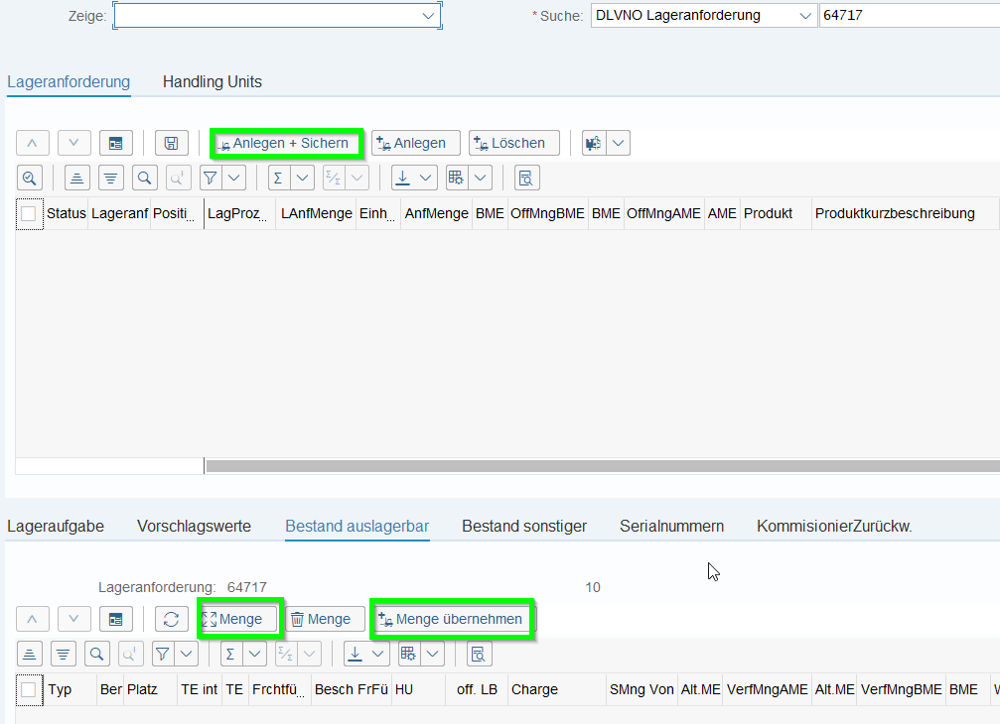 Zeige: * Suche: DLVNO Lageranforderung 64717
Lageranforderung Handling Units
Anlegen + Sichern Anlegen Löschen
Status Lageranf Positi... LagProz... LAnfMenge Einh... AnfMenge BME OffMngBME BME OffMngAME AME Produkt Produktkurzbeschreibung
Lageraufgabe Vorschlagswerte Bestand auslagerbar Bestand sonstiger Serialnummern KommisionierZurückw.
Lageranforderung: 64717 10
Menge Menge Menge übernehmen
Typ Ber Platz TE int TE Frchtfü... Besch FrFü HU off. LB Charge SMng Von Alt.ME VerfMngAME Alt.ME VerfMngBME BME